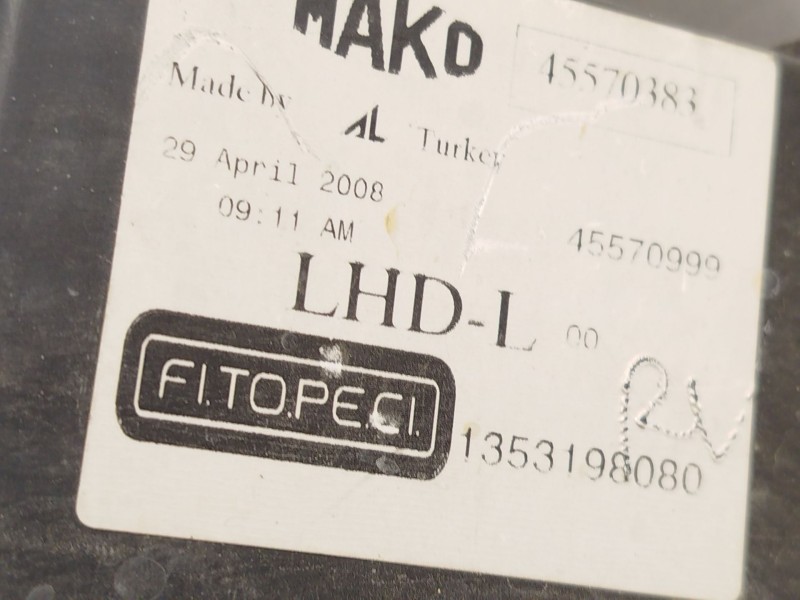 MAKO
45570383
Made by AL Turkey
29 April 2008
09:11 AM
45570999
LHD-L 00
FI.TO.PE.CI.
1353198080